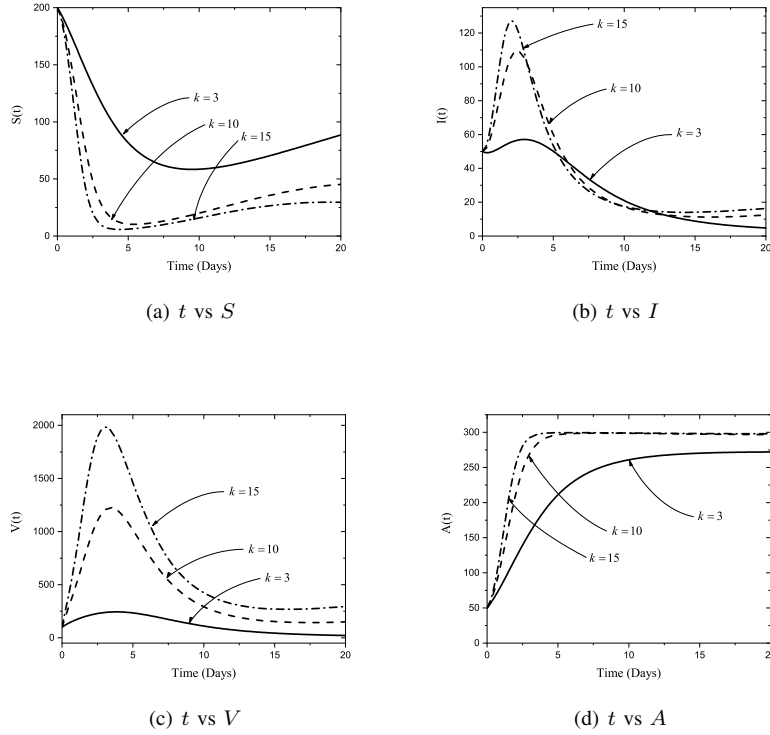 200
150
100
50
0
S(t)
k = 3
k = 10
k = 15
0 5 10 15 20
Time (Days)
(a) t vs S
120
100
80
60
40
20
0
I(t)
k = 15
k = 10
k = 3
0 5 10 15 20
Time (Days)
(b) t vs I
2000
1500
1000
500
0
V(t)
k = 15
k = 10
k = 3
0 5 10 15 20
Time (Days)
(c) t vs V
300
250
200
150
100
50
0
A(t)
k = 3
k = 10
k = 15
0 5 10 15 20
Time (Days)
(d) t vs A